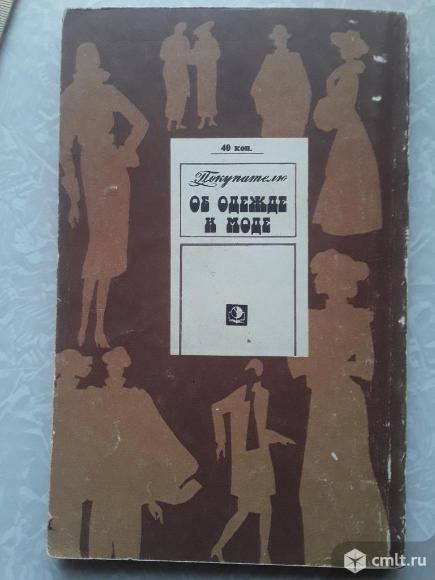 40 коп.
Покупателю
ОБ ОДЕЖДЕ
И МОДЕ
cmlt.ru